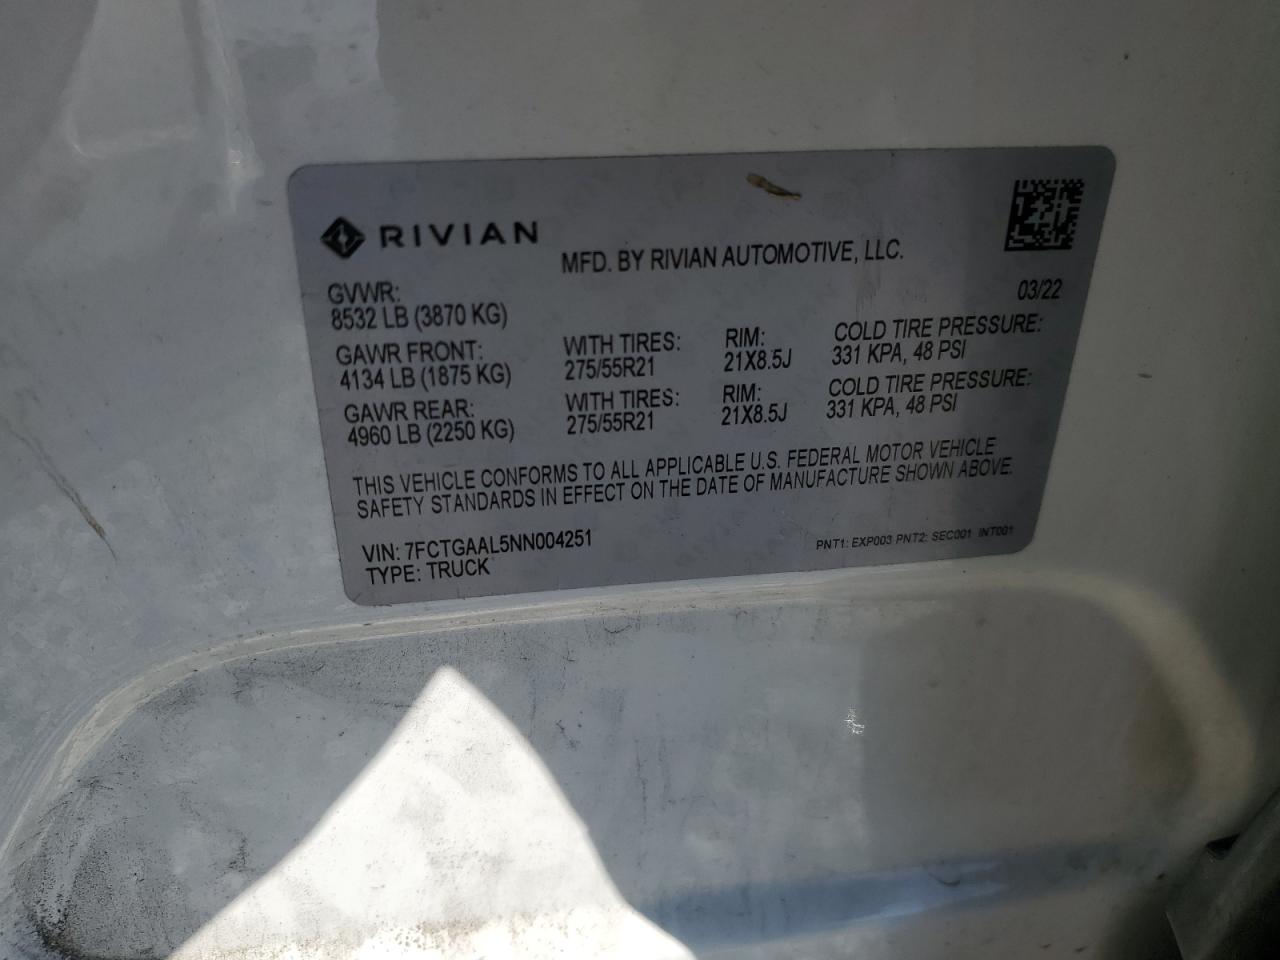 RIVIAN
MFD. BY RIVIAN AUTOMOTIVE, LLC.
03/22
GVWR:
8532 LB (3870 KG)
GAWR FRONT: WITH TIRES: RIM: COLD TIRE PRESSURE:
4134 LB (1875 KG) 275/55R21 21X8.5J 331 KPA, 48 PSI
GAWR REAR: WITH TIRES: RIM: COLD TIRE PRESSURE:
4960 LB (2250 KG) 275/55R21 21X8.5J 331 KPA, 48 PSI
THIS VEHICLE CONFORMS TO ALL APPLICABLE U.S. FEDERAL MOTOR VEHICLE
SAFETY STANDARDS IN EFFECT ON THE DATE OF MANUFACTURE SHOWN ABOVE.
VIN: 7FCTGAAL5NN004251
TYPE: TRUCK
PNT1: EXP003 PNT2: SEC001 INT001